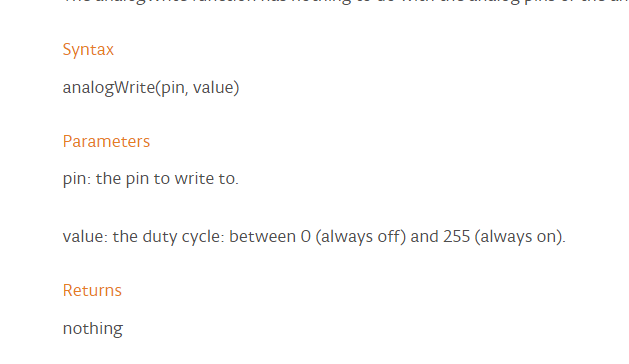 Syntax
analogWrite(pin, value)
Parameters
pin: the pin to write to.
value: the duty cycle: between 0 (always off) and 255 (always on).
Returns
nothing